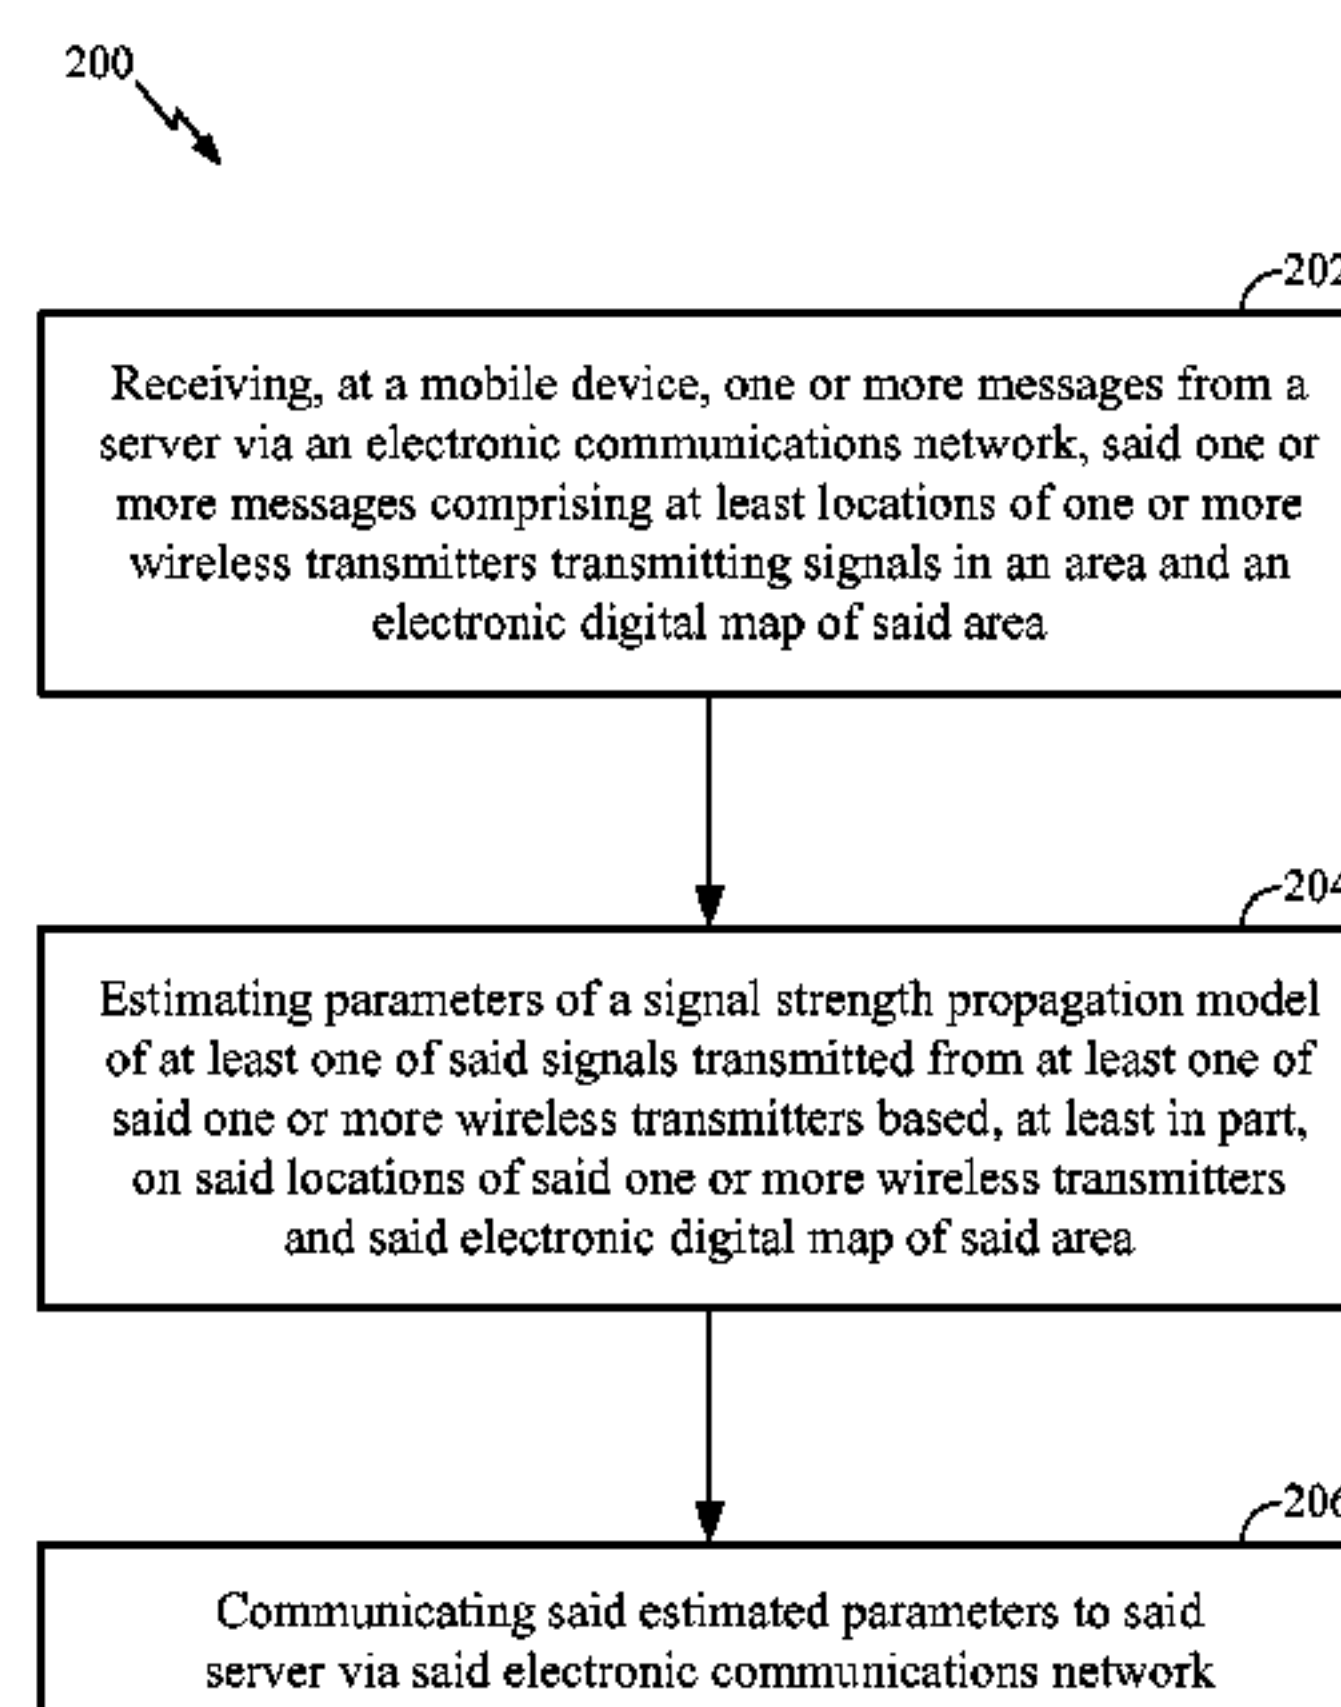 200
202
Receiving, at a mobile device, one or more messages from a
server via an electronic communications network, said one or
more messages comprising at least locations of one or more
wireless transmitters transmitting signals in an area and an
electronic digital map of said area
204
Estimating parameters of a signal strength propagation model
of at least one of said signals transmitted from at least one of
said one or more wireless transmitters based, at least in part,
on said locations of said one or more wireless transmitters
and said electronic digital map of said area
206
Communicating said estimated parameters to said
server via said electronic communications network